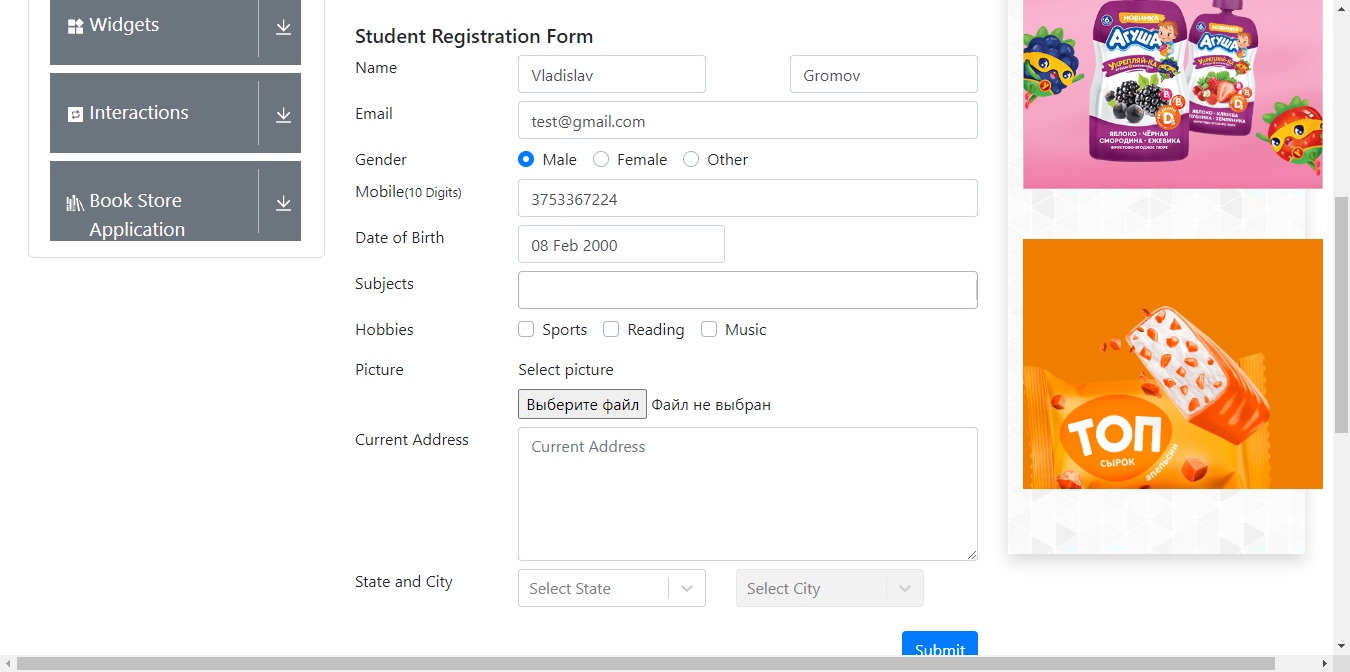 Widgets
Interactions
Book Store
Application
Student Registration Form
Name
Vladislav
Gromov
Email
test@gmail.com
Gender
Male
Female
Other
Mobile(10 Digits)
3753367224
Date of Birth
08 Feb 2000
Subjects
Hobbies
Sports
Reading
Music
Picture
Select picture
Выберите файл
Файл не выбран
Current Address
Current Address
State and City
Select State
Select City
Submit
НОВИНКА
Агуша
УКРЕПЛЯЙ-КА
ЯБЛОКО • ЧЁРНАЯ
СМОРОДИНА • ЕЖЕВИКА
ФРУКТОВО-ЯГОДНОЕ ПЮРЕ
НОВИНКА
Агуша
УКРЕПЛЯЙ-КА
ТОП
СЫРОК
апельсин